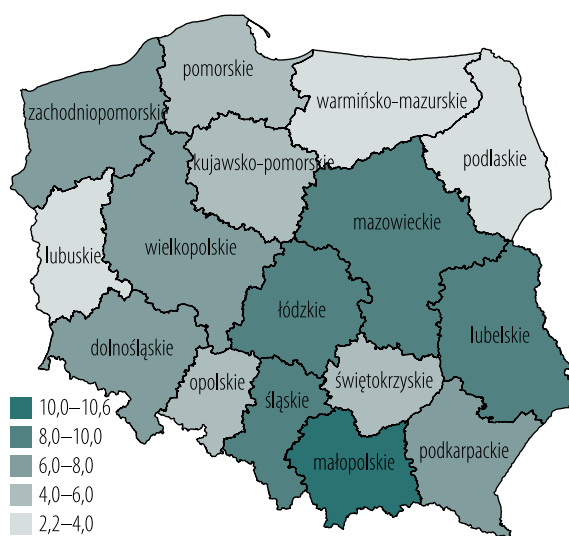 pomorskie
warmińsko-mazurskie
zachodniopomorskie
podlaskie
kujawsko-pomorskie
mazowieckie
wielkopolskie
lubuskie
łódzkie
lubelskie
dolnośląskie
opolskie
świętokrzyskie
śląskie
podkarpackie
małopolskie
10,0–10,6
8,0–10,0
6,0–8,0
4,0–6,0
2,2–4,0